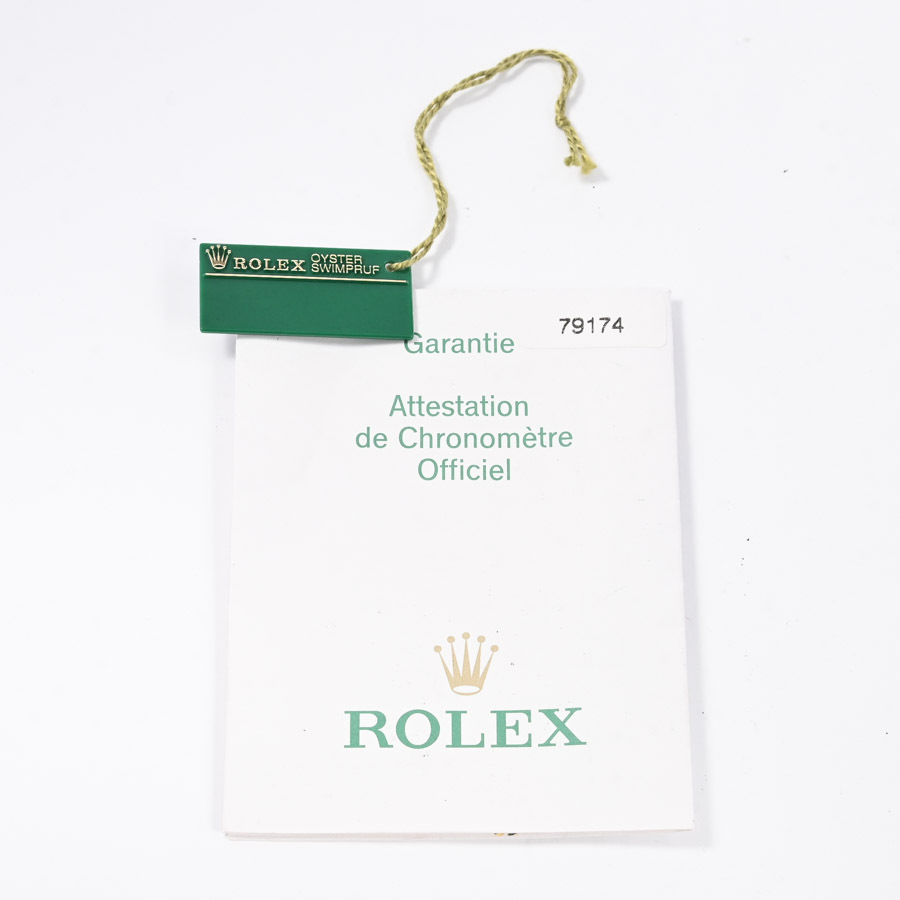 ROLEX OYSTER
SWIMPRUF
79174
Garantie
Attestation
de Chronomètre
Officiel
ROLEX